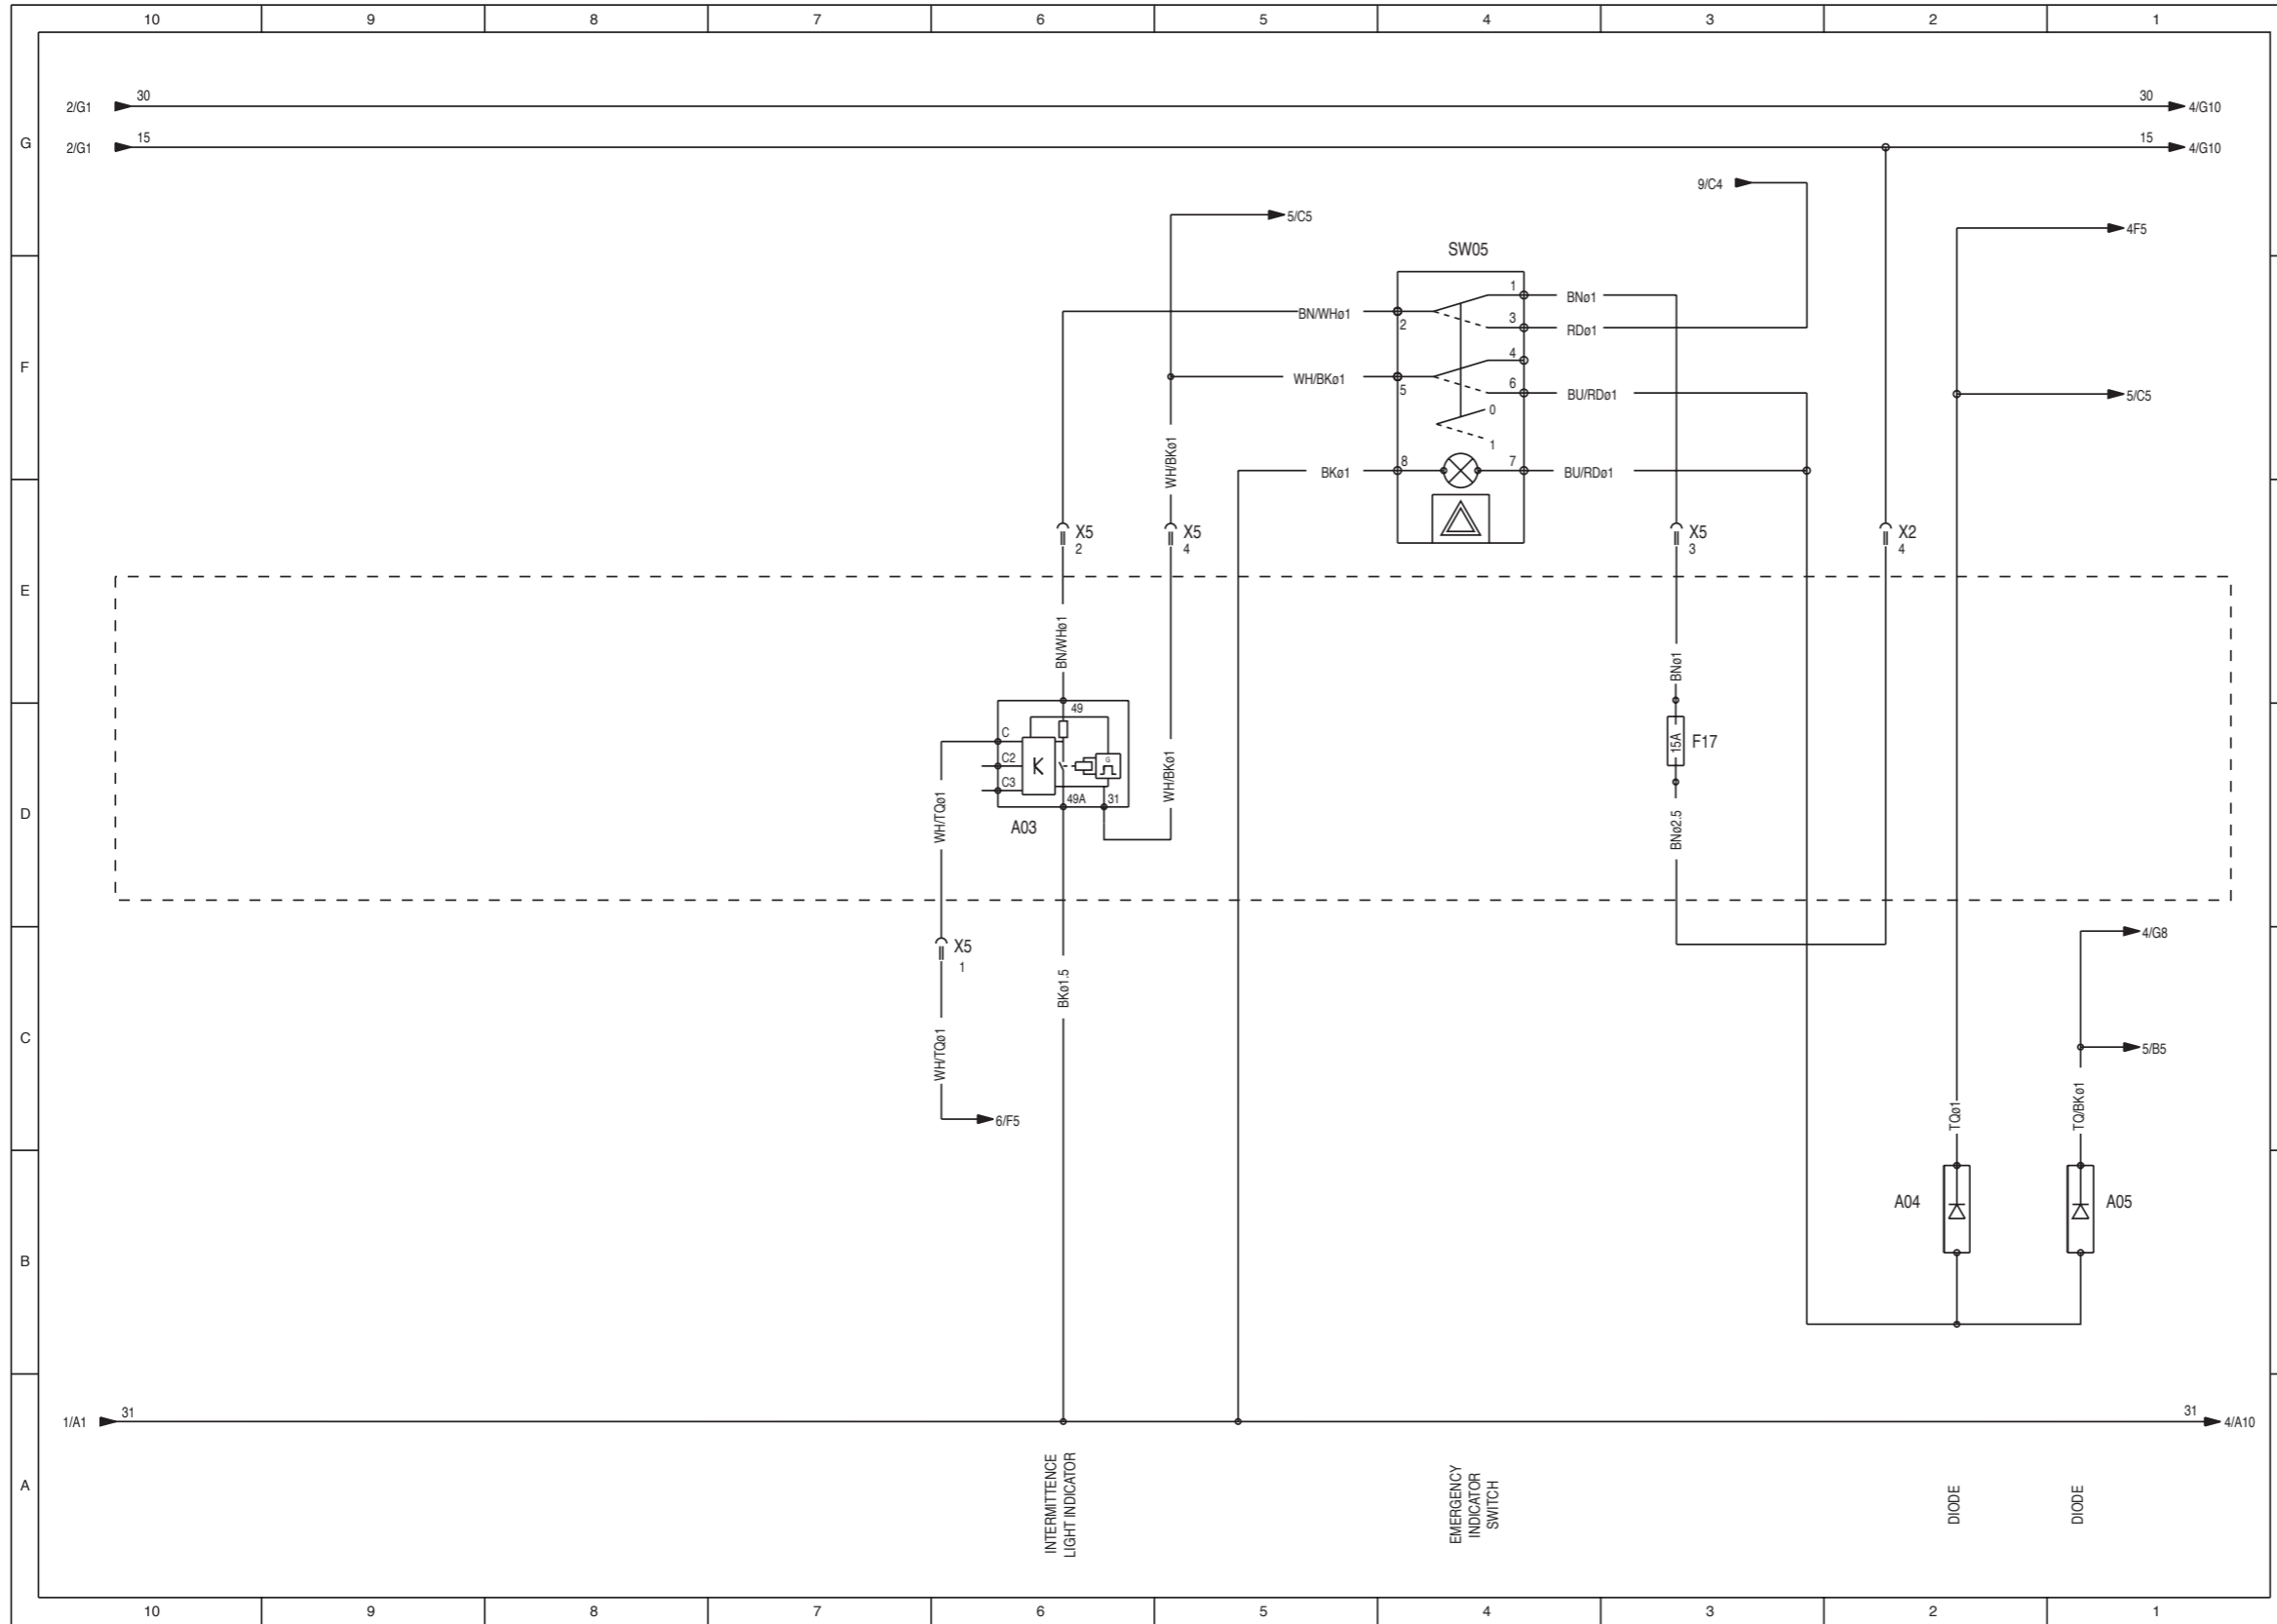 10 9 8 7 6 5 4 3 2 1
30 30
2/G1 4/G10
15 15
G 2/G1 4/G10
9/C4
5/C5
4F5
SW05
1
BNø1
BN/WHø1
2
3
RDø1
F
4
WH/BKø1
5
6
BU/RDø1
5/C5
0
1
WH/BKø1
BKø1
8
7
BU/RDø1
X5
2
X5
4
X5
3
X2
4
E
BN/WHø1
BNø1
49
C
C2
C3
K
G
49A
31
A03
15A
F17
WH/TQø1
WH/BKø1
D
BNø2.5
X5
1
BKø1.5
4/G8
C
WH/TQø1
5/B5
6/F5
TQø1
TQ/BKø1
A04
A05
B
31 31
1/A1 4/A10
A
INTERMITTENCE
LIGHT INDICATOR
EMERGENCY
INDICATOR
SWITCH
DIODE
DIODE
10 9 8 7 6 5 4 3 2 1